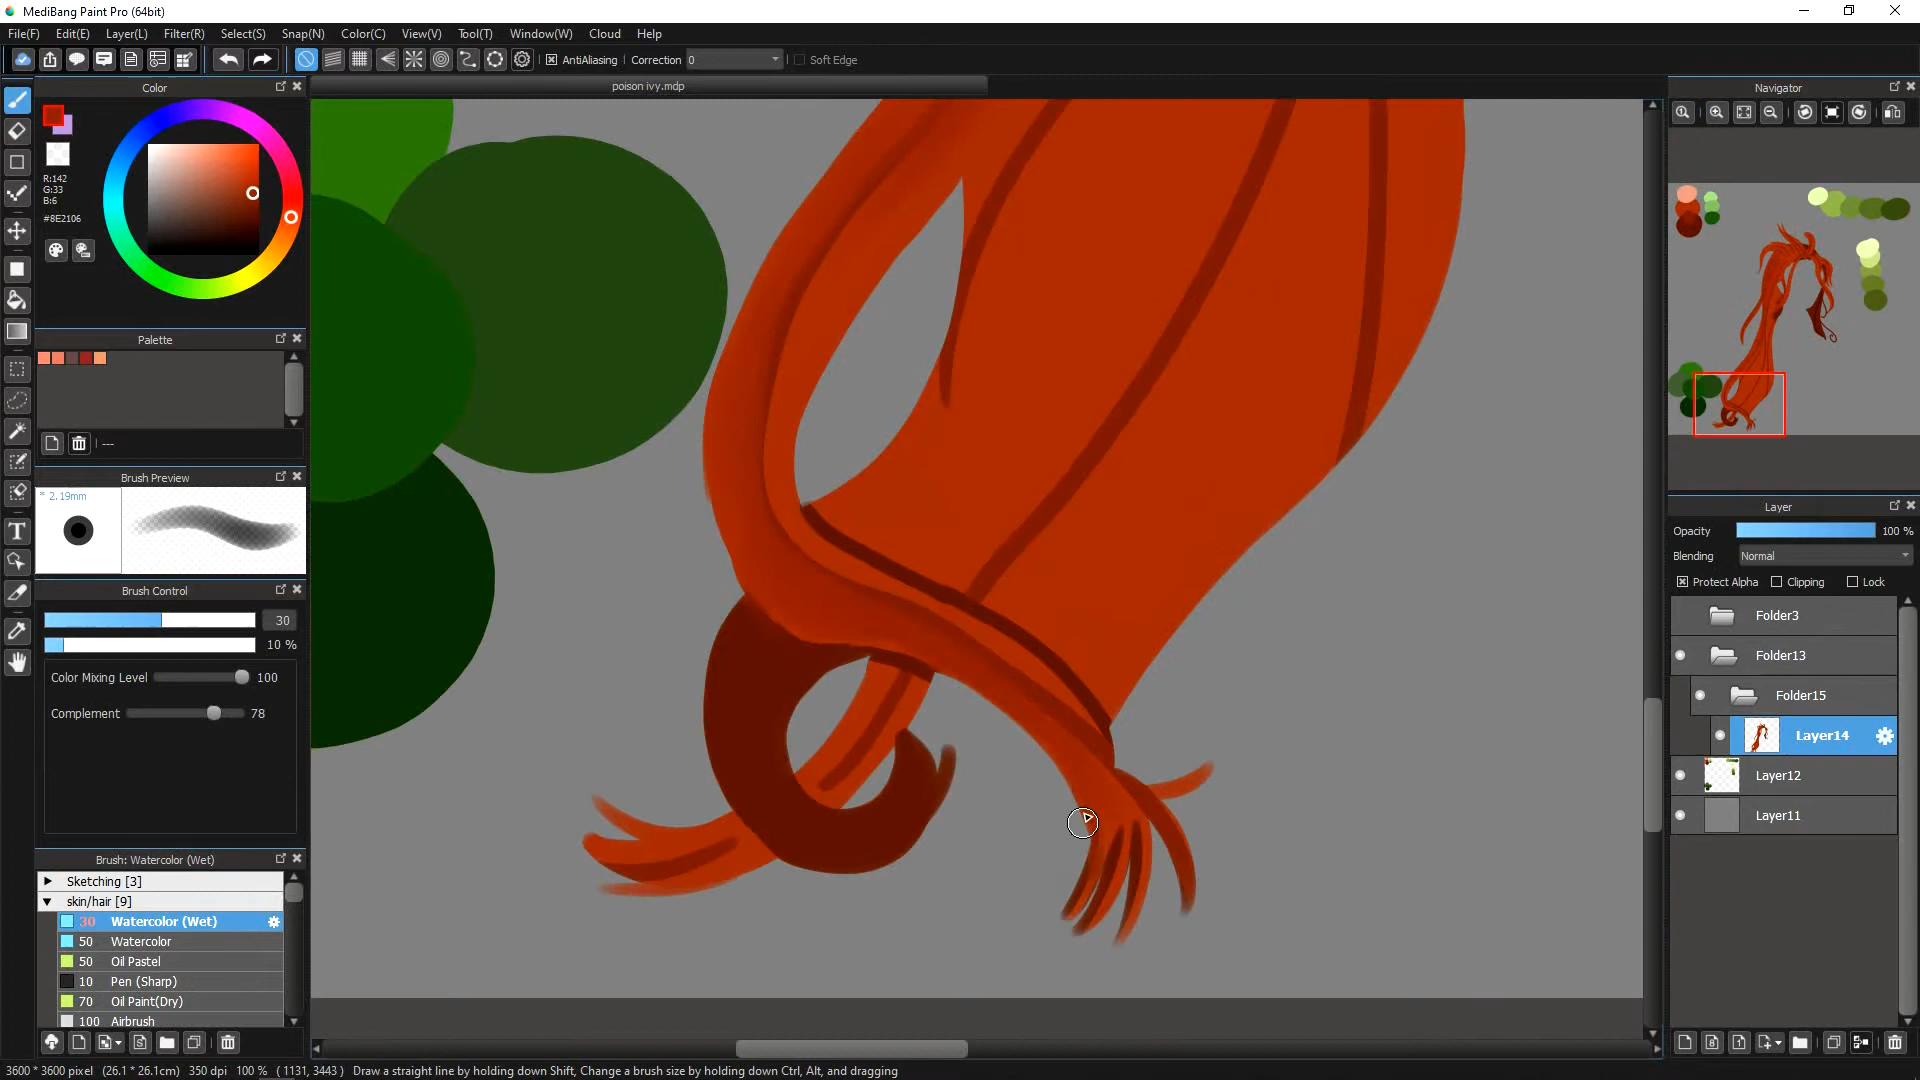 MediBang Paint Pro (64bit)
File(F) Edit(E) Layer(L) Filter(R) Select(S) Snap(N) Color(C) View(V) Tool(T) Window(W) Cloud Help
AntiAliasing Correction 0 Soft Edge
poison ivy.mdp
Color
R:142
G:33
B:6
#8E2106
Palette
---
Brush Preview
* 2.19mm
Brush Control
30
10 %
Color Mixing Level 100
Complement 78
Brush: Watercolor (Wet)
Sketching [3]
skin/hair [9]
30 Watercolor (Wet)
50 Watercolor
50 Oil Pastel
10 Pen (Sharp)
70 Oil Paint(Dry)
100 Airbrush
Navigator
Layer
Opacity 100 %
Blending Normal
Protect Alpha Clipping Lock
Folder3
Folder13
Folder15
Layer14
Layer12
Layer11
3600 * 3600 pixel (26.1 * 26.1cm) 350 dpi 100 % ( 1131, 3443 ) Draw a straight line by holding down Shift, Change a brush size by holding down Ctrl, Alt, and dragging